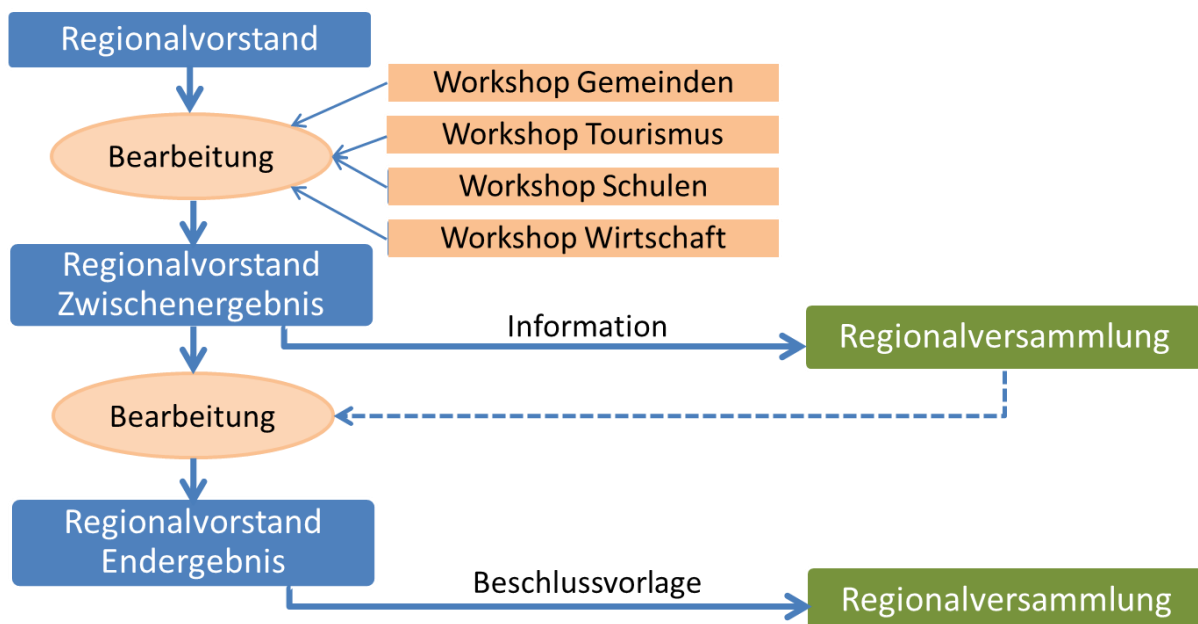 Regionalvorstand
Workshop Gemeinden
Workshop Tourismus
Bearbeitung
Workshop Schulen
Workshop Wirtschaft
Regionalvorstand
Zwischenergebnis
Information
Regionalversammlung
Bearbeitung
Regionalvorstand
Endergebnis
Beschlussvorlage
Regionalversammlung